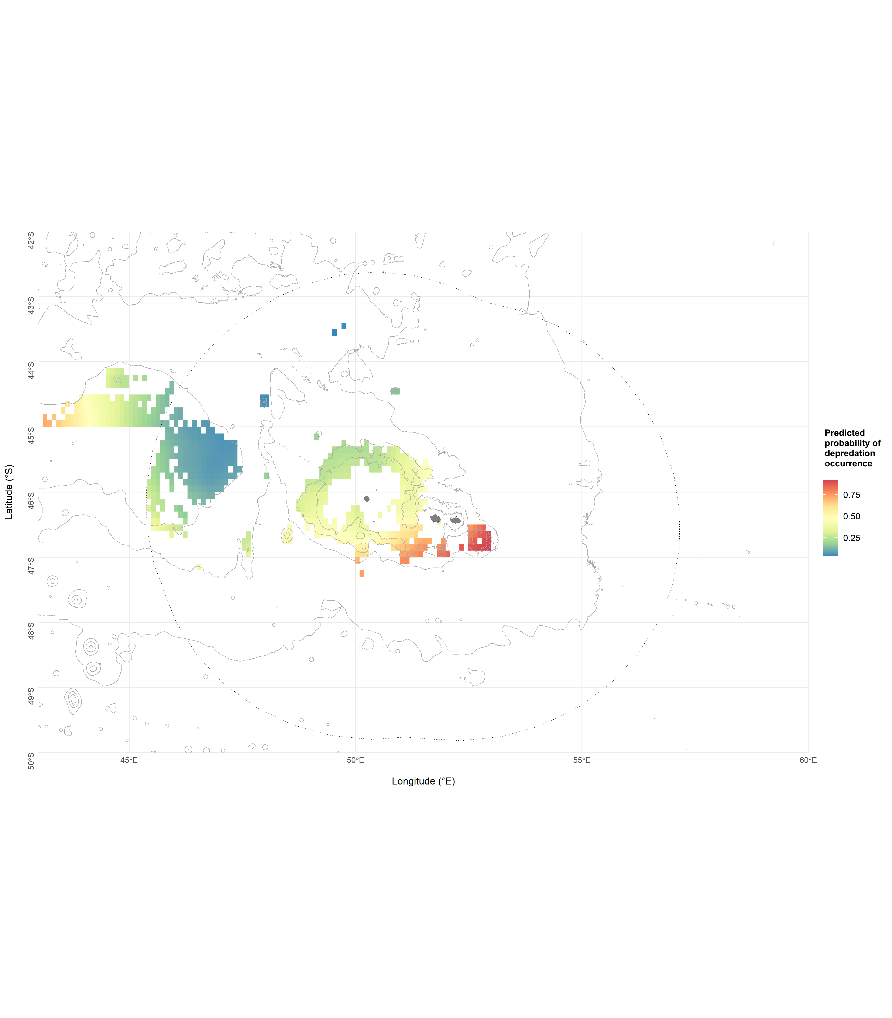 42°S
43°S
44°S
45°S
46°S
47°S
48°S
49°S
50°S
Latitude (°S)
45°E
50°E
55°E
60°E
Longitude (°E)
Predicted
probability of
depredation
occurrence
0.75
0.50
0.25